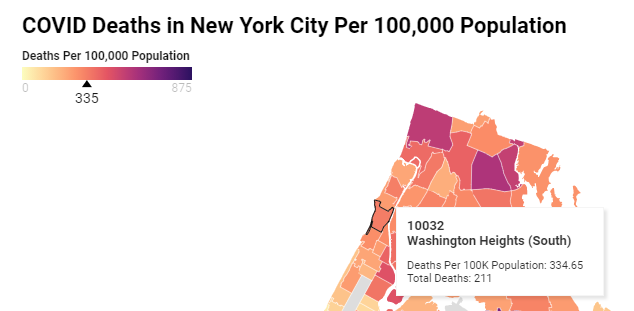 COVID Deaths in New York City Per 100,000 Population
Deaths Per 100,000 Population
0 875
335
10032
Washington Heights (South)
Deaths Per 100K Population: 334.65
Total Deaths: 211